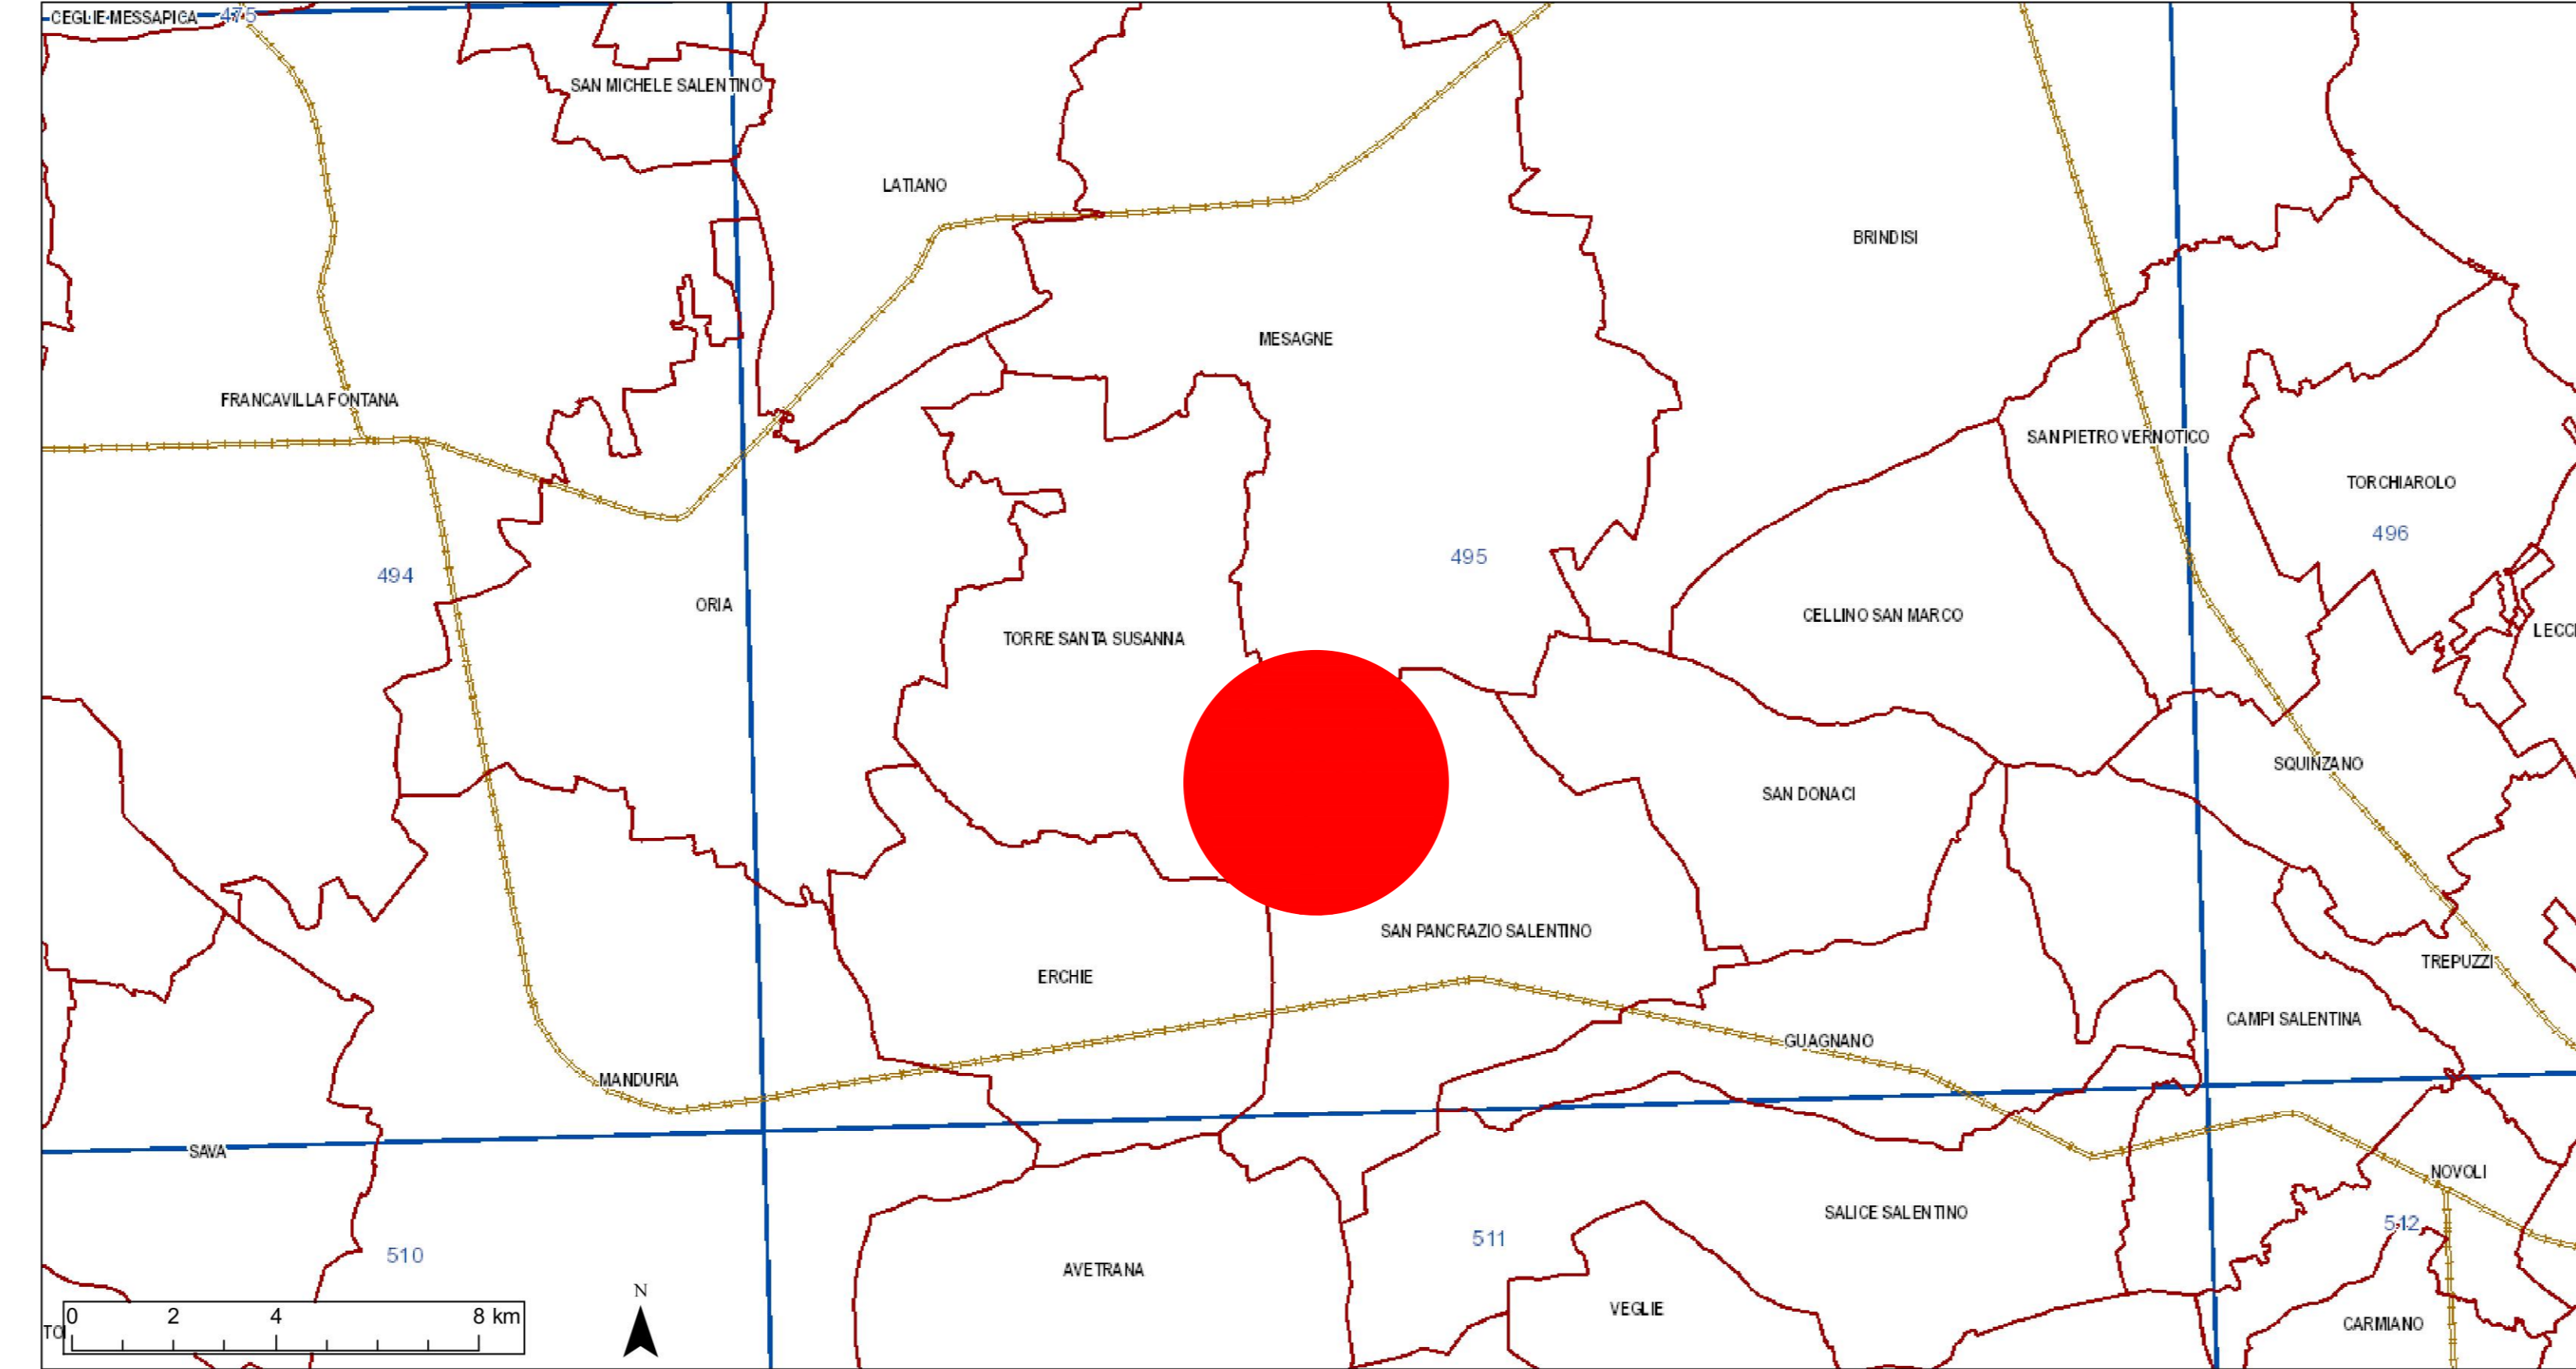 CEGLIE MESSAPICA
475
SAN MICHELE SALENTINO
LATIANO
BRINDISI
MESAGNE
FRANCAVILLA FONTANA
SAN PIETRO VERNOTICO
TORCHIAROLO
496
495
494
ORIA
CELLINO SAN MARCO
LECC
TORRE SANTA SUSANNA
SQUINZANO
SAN DONACI
SAN PANCRAZIO SALENTINO
TREPUZZI
ERCHIE
CAMPI SALENTINA
GUAGNANO
MANDURIA
SAVA
NOVOLI
SALICE SALENTINO
512
511
510
AVETRANA
N
VEGLIE
0 2 4 8 km
CARMIANO
TO